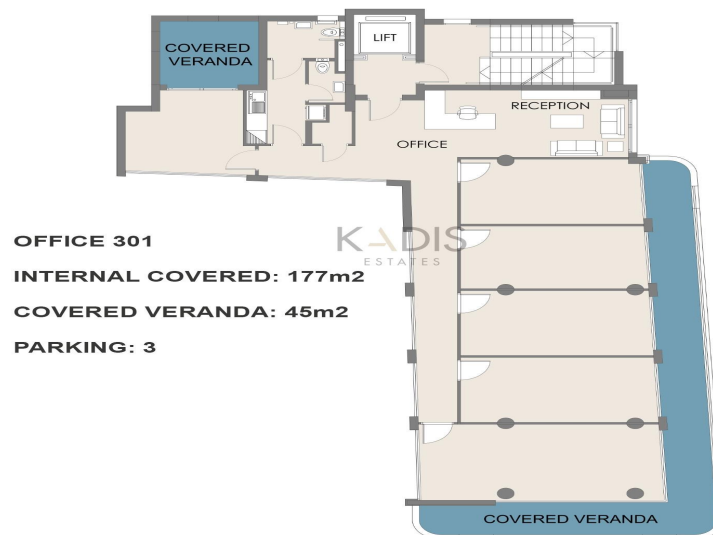 COVERED
VERANDA
LIFT
RECEPTION
OFFICE
KADIS
ESTATES
OFFICE 301
INTERNAL COVERED: 177m2
COVERED VERANDA: 45m2
PARKING: 3
COVERED VERANDA